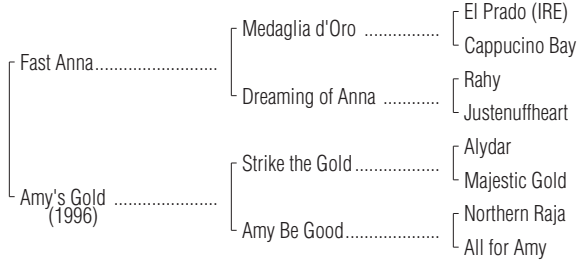 El Prado (IRE)
Medaglia d'Oro ..................
Cappucino Bay
Fast Anna.............................
Rahy
Dreaming of Anna .............
Justenuffheart
Alydar
Strike the Gold....................
Majestic Gold
Amy's Gold .........................
(1996)
Northern Raja
Amy Be Good......................
All for Amy